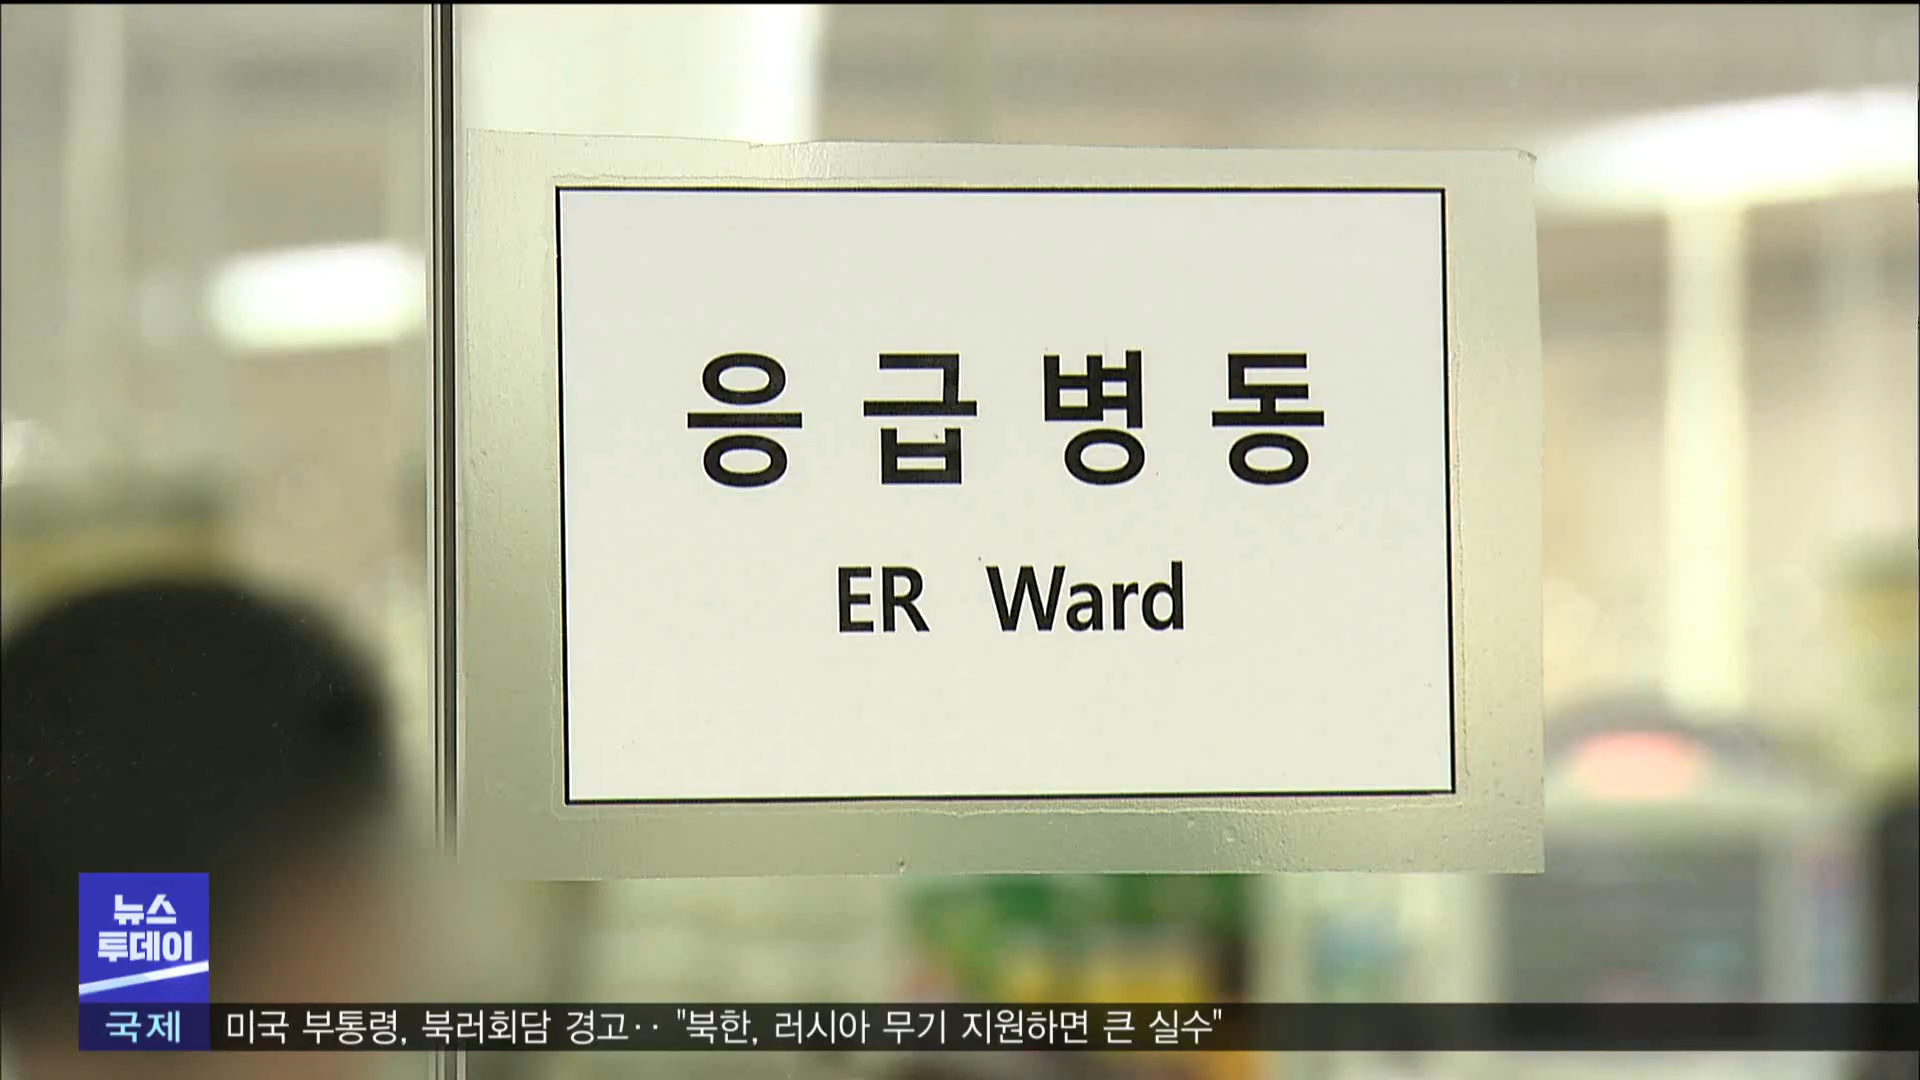 응급병동
ER Ward
뉴스
투데이
국제
미국 부통령, 북러회담 경고‥ "북한, 러시아 무기 지원하면 큰 실수"